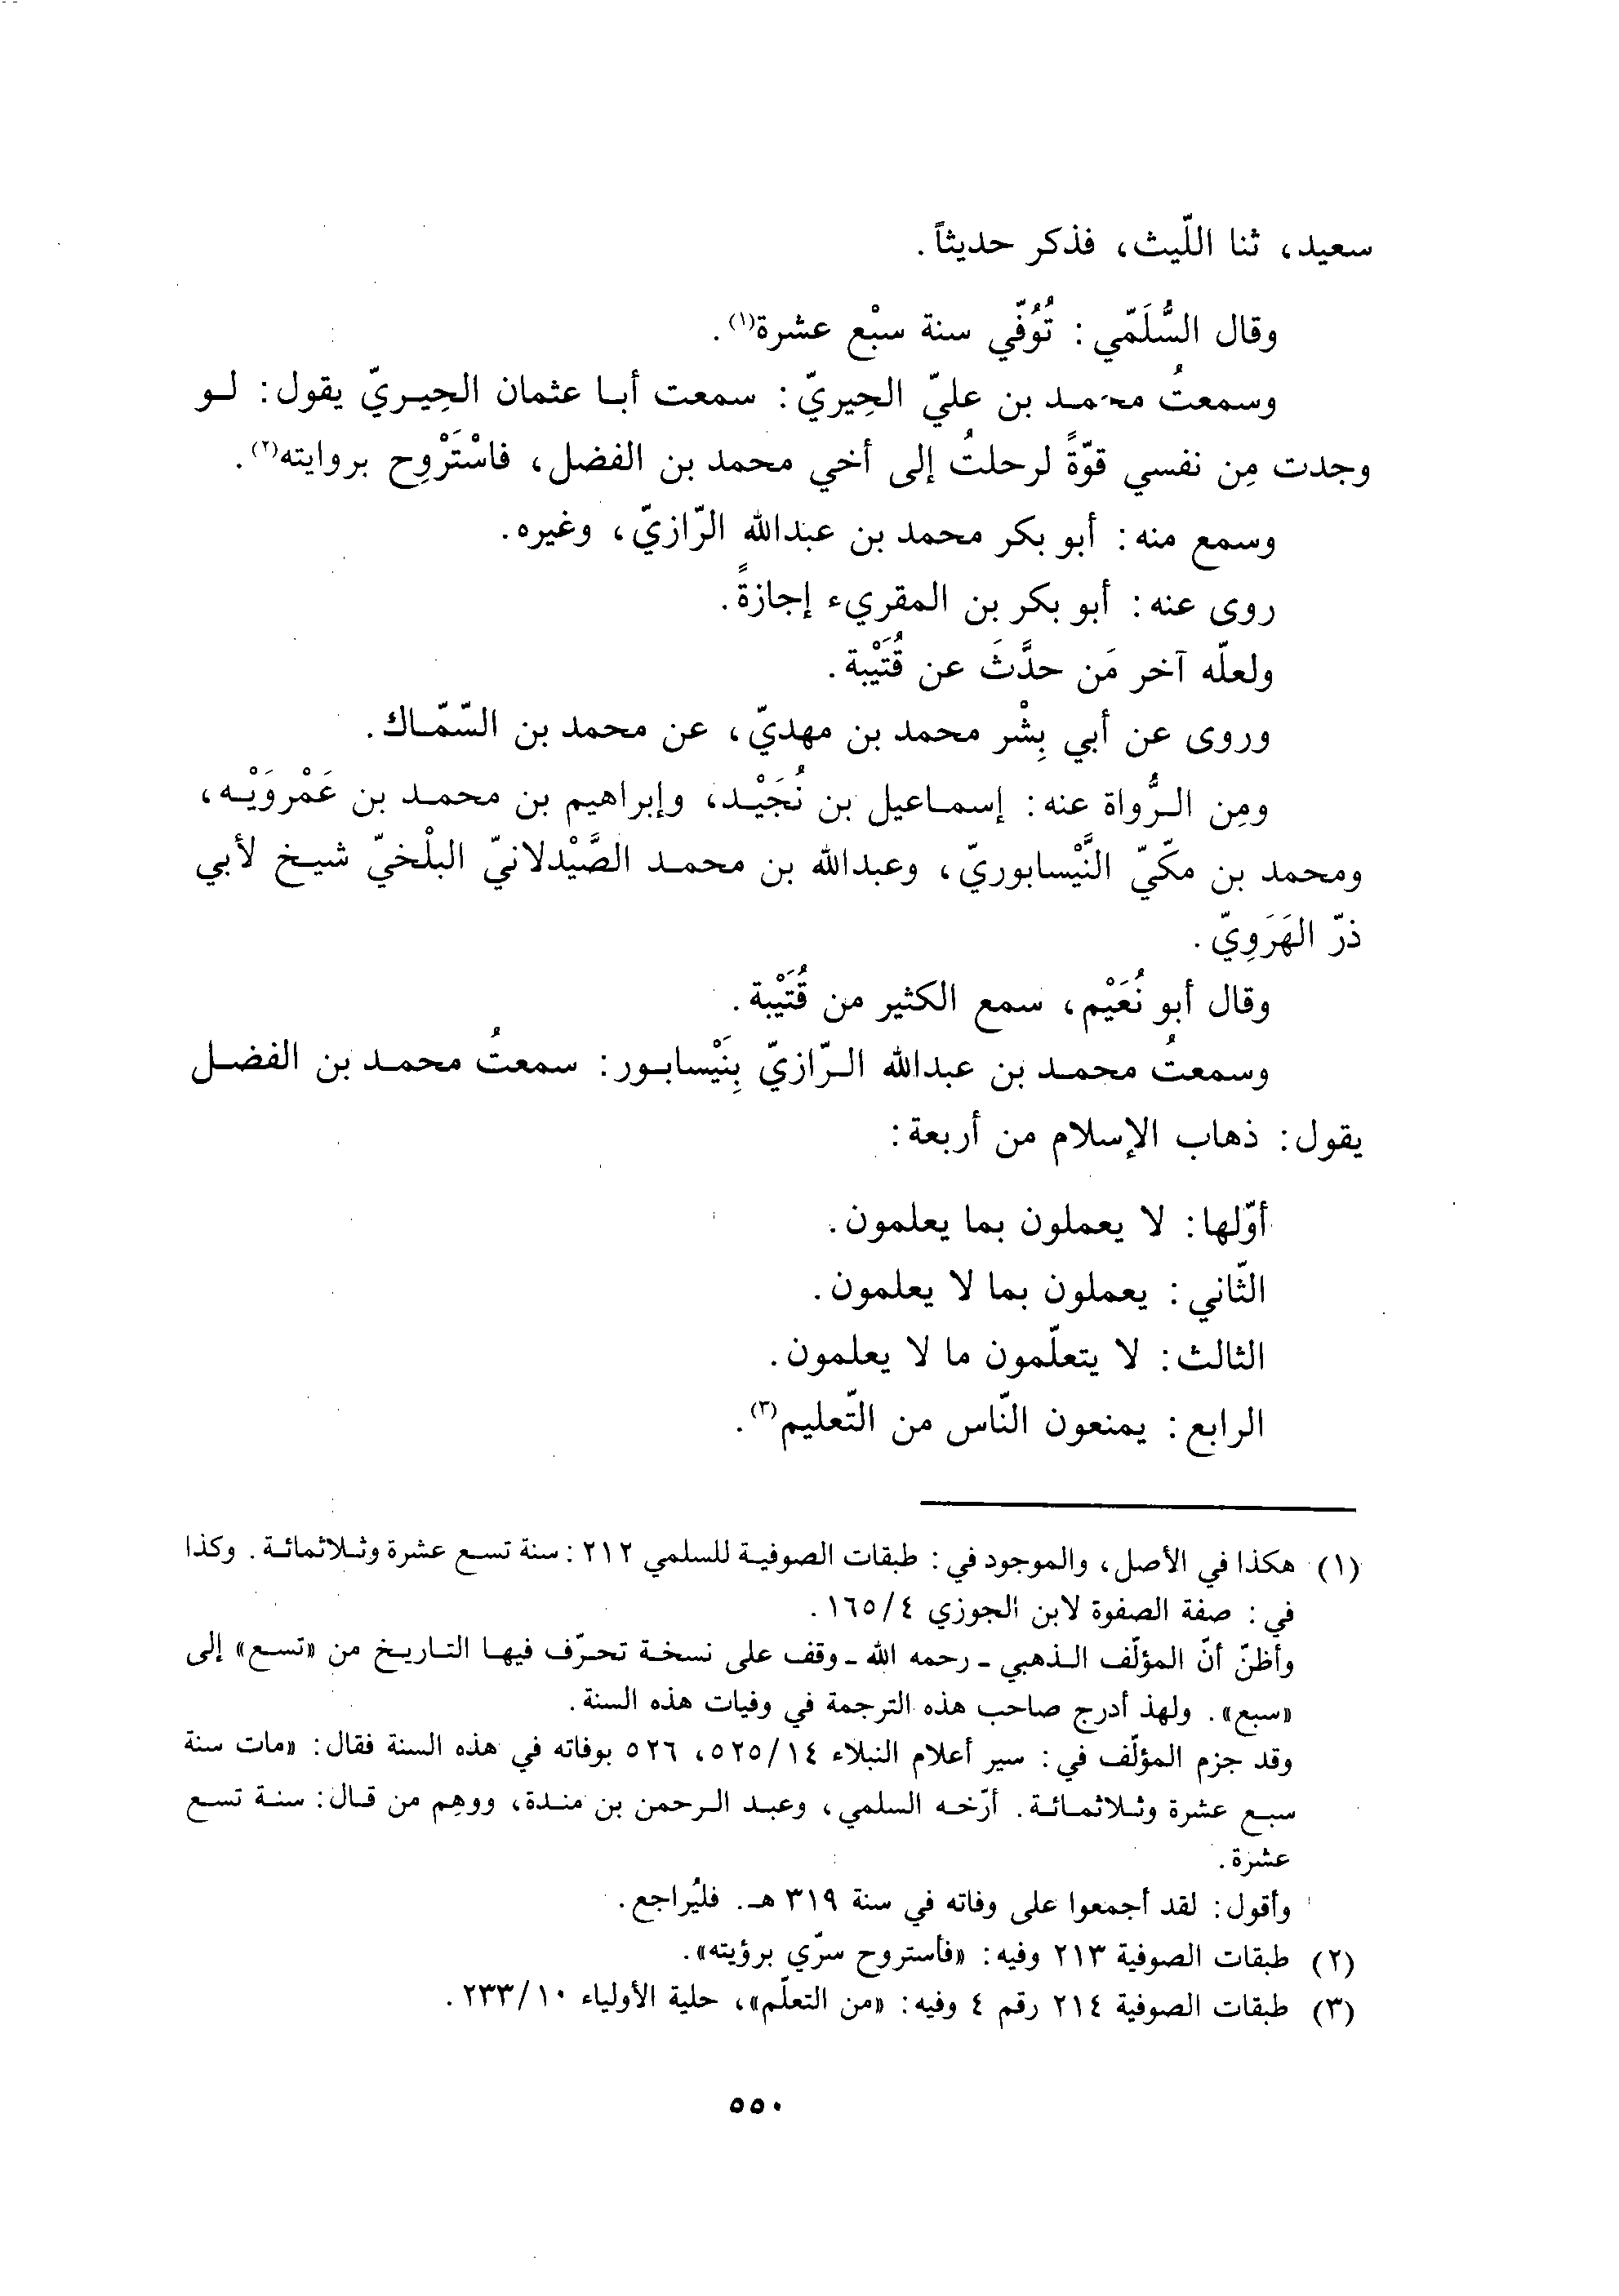 سعيد، ثنا اللّيث، فذكر حديثاً.
وقال السُّلَمّي: تُوُفّي سنة سبْع عشرة(١).
وسمعتُ محمد بن عليّ الحِيريّ: سمعت أبا عثمان الحِيريّ يقول: لو
وجدت مِن نفسي قوّةً لرحلتُ إلى أخي محمد بن الفضل، فاسْتَرْوِح بروايته(٢).
وسمع منه: أبو بكر محمد بن عبدالله الرّازيّ، وغيره.
روى عنه: أبو بكر بن المقريء إجازةً.
ولعلّه آخر مَن حدَّثَ عن قُتَيْبة.
وروى عن أبي بِشْر محمد بن مهديّ، عن محمد بن السّمّاك.
ومِن الرُّواة عنه: إسماعيل بن نُجَيْد، وإبراهيم بن محمد بن عَمْرَوَيْه،
ومحمد بن مكّيّ النَّيْسابوريّ، وعبدالله بن محمد الصَّيْدلانيّ البلْخيّ شيخ لأبي
ذرّ الهَرَوِيّ.
وقال أبو نُعَيْم، سمع الكثير من قُتَيْبة.
وسمعتُ محمد بن عبدالله الرّازيّ بِنَيْسابور: سمعتُ محمد بن الفضل
يقول: ذهاب الإسلام من أربعة:
أوّلها: لا يعملون بما يعلمون.
الثّاني: يعملون بما لا يعلمون.
الثالث: لا يتعلّمون ما لا يعلمون.
الرابع: يمنعون النّاس من التّعليم(٣).
(١) هكذا في الأصل، والموجود في: طبقات الصوفية للسلمي ٢١٢: سنة تسع عشرة وثلاثمائة. وكذا
في: صفة الصفوة لابن الجوزي ٤/١٦٥.
وأظنّ أنّ المؤلّف الذهبي ـ رحمه الله ـ وقف على نسخة تحرّف فيها التاريخ من «تسع» إلى
«سبع». ولهذ أدرج صاحب هذه الترجمة في وفيات هذه السنة.
وقد جزم المؤلّف في: سير أعلام النبلاء ١٤/٥٢٥، ٥٢٦ بوفاته في هذه السنة فقال: «مات سنة
سبع عشرة وثلاثمائة. أرّخه السلمي، وعبد الرحمن بن مندة، ووهِم من قال: سنة تسع
عشرة.
وأقول: لقد أجمعوا على وفاته في سنة ٣١٩ هـ. فليُراجع.
(٢) طبقات الصوفية ٢١٣ وفيه: «فأستروح سرّي برؤيته».
(٣) طبقات الصوفية ٢١٤ رقم ٤ وفيه: «من التعلّم»، حلية الأولياء ١٠/٢٣٣.
٥٥٠